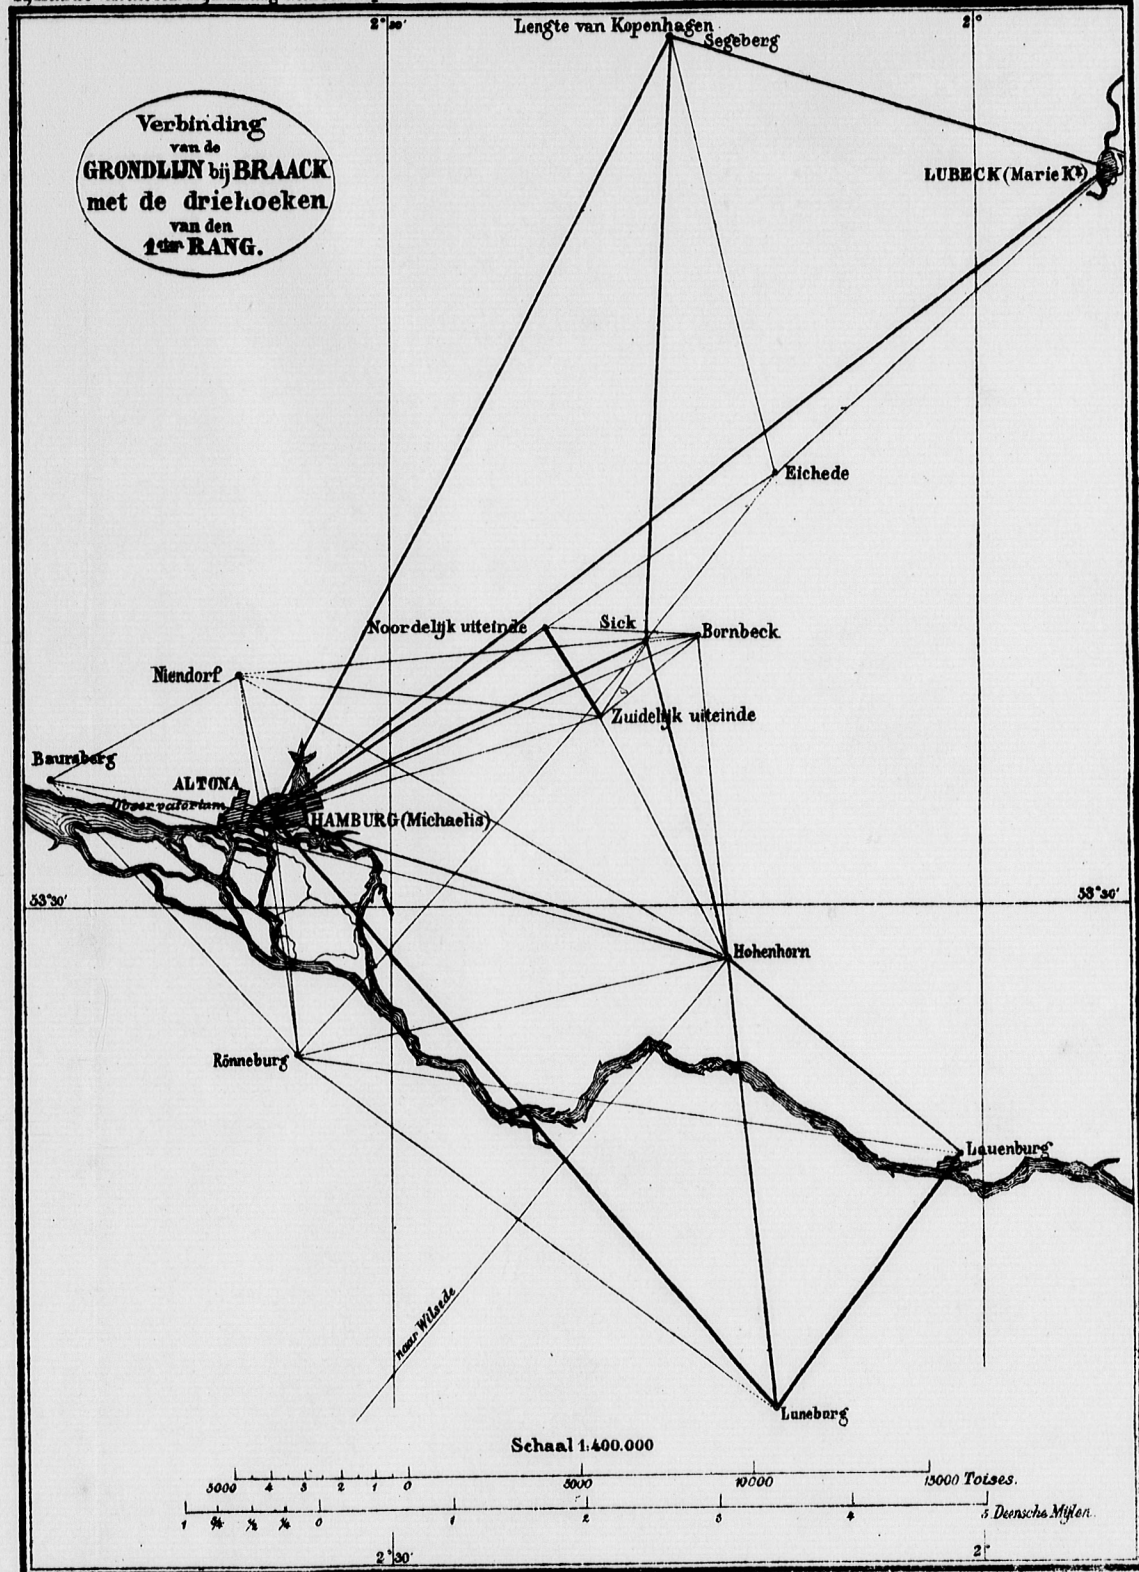 2° 30'
Lengte van Kopenhagen
2°
Segeberg
Verbinding
van de
GRONDLIJN bij BRAACK
met de driehoeken
van den
1sten RANG.
LUBECK (Marie Kk)
Eichede
Noordelijk uiteinde
Sick
Bornbeck
Niendorf
Zuidelijk uiteinde
Baursberg
ALTONA
Observatorium
HAMBURG (Michaelis)
53° 30'
53° 30'
Hohenhorn
Rönneburg
Lauenburg
naar Wilsede
Luneburg
Schaal 1:400.000
5000 4 3 2 1 0 5000 10000 15000 Toises.
1 ¾ ½ ¼ 0 1 2 3 4 5 Deensche Mijlen.
2° 30'
2°